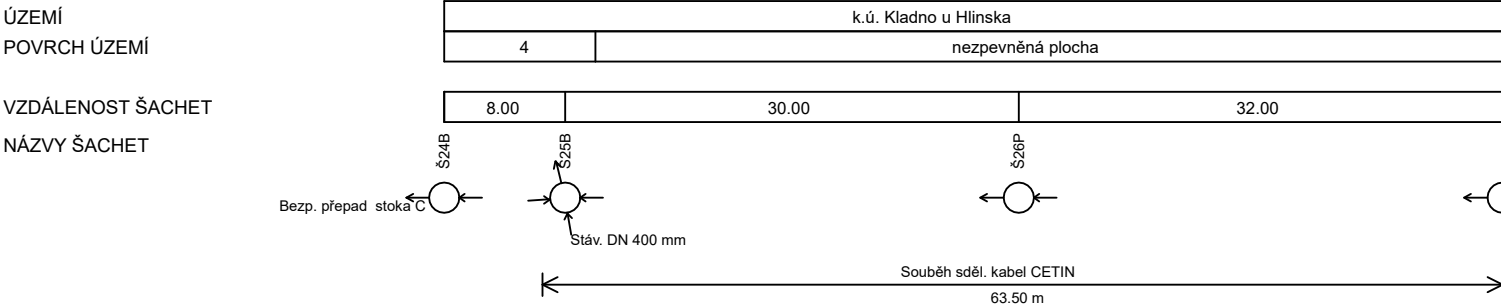 ÚZEMÍ
k.ú. Kladno u Hlinska
POVRCH ÚZEMÍ
4
nezpevněná plocha
VZDÁLENOST ŠACHET
8.00
30.00
32.00
NÁZVY ŠACHET
Š24B
Š25B
Š26P
Bezp. přepad stoka C
Stáv. DN 400 mm
Souběh sděl. kabel CETIN
63.50 m